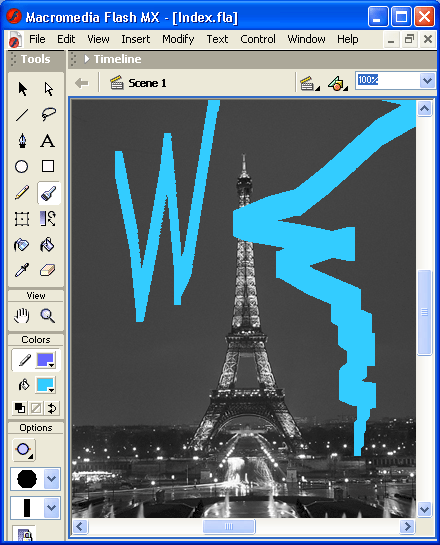 Macromedia Flash MX - [Index.fla]
File Edit View Insert Modify Text Control Window Help
Tools
Timeline
Scene 1
100%
A
View
Colors
Options
W